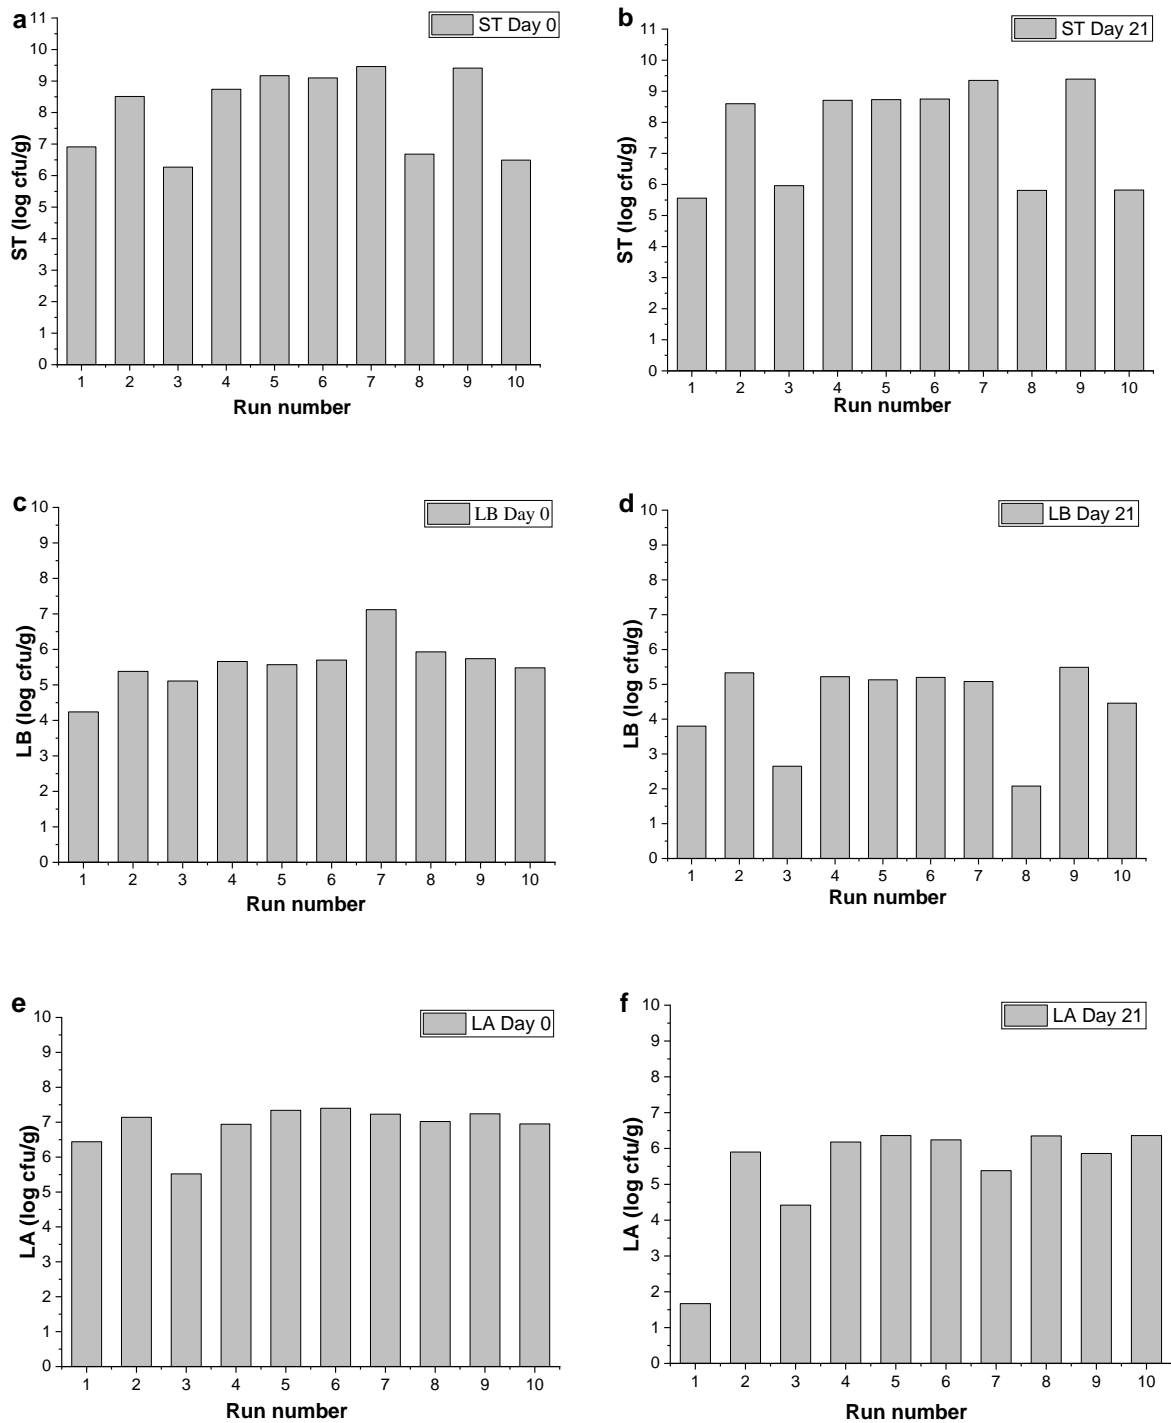 a
ST Day 0
11
10
9
8
7
6
5
4
3
2
1
0
ST (log cfu/g)
1 2 3 4 5 6 7 8 9 10
Run number
b
ST Day 21
11
10
9
8
7
6
5
4
3
2
1
0
ST (log cfu/g)
1 2 3 4 5 6 7 8 9 10
Run number
c
LB Day 0
10
9
8
7
6
5
4
3
2
1
0
LB (log cfu/g)
1 2 3 4 5 6 7 8 9 10
Run number
d
LB Day 21
10
9
8
7
6
5
4
3
2
1
0
LB (log cfu/g)
1 2 3 4 5 6 7 8 9 10
Run number
e
LA Day 0
10
9
8
7
6
5
4
3
2
1
0
LA (log cfu/g)
1 2 3 4 5 6 7 8 9 10
Run number
f
LA Day 21
10
9
8
7
6
5
4
3
2
1
0
LA (log cfu/g)
1 2 3 4 5 6 7 8 9 10
Run number